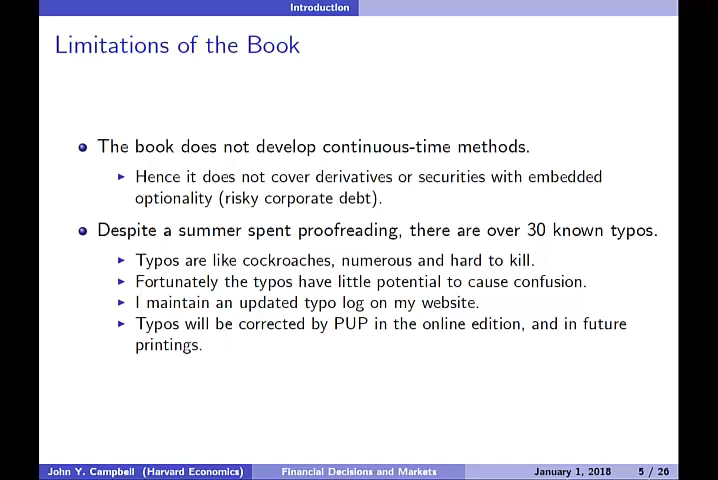 Introduction
Limitations of the Book
The book does not develop continuous-time methods.
Hence it does not cover derivatives or securities with embedded
optionality (risky corporate debt).
Despite a summer spent proofreading, there are over 30 known typos.
Typos are like cockroaches, numerous and hard to kill.
Fortunately the typos have little potential to cause confusion.
I maintain an updated typo log on my website.
Typos will be corrected by PUP in the online edition, and in future
printings.
John Y. Campbell (Harvard Economics) Financial Decisions and Markets January 1, 2018 5 / 26